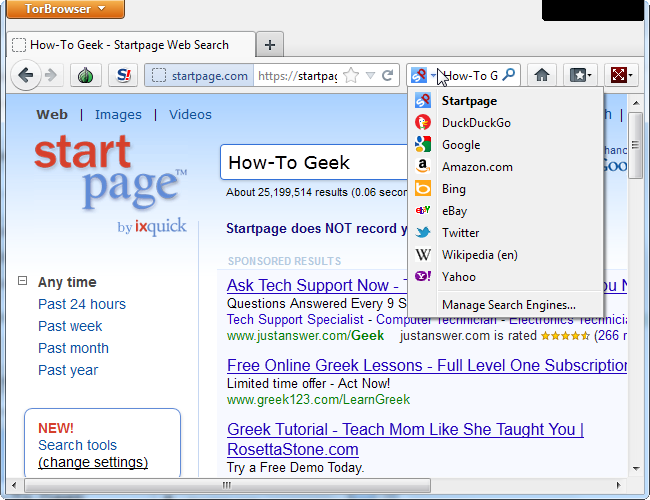 TorBrowser
How-To Geek - Startpage Web Search
startpage.com
https://startpag
How-To G
Web | Images | Videos
start
page™
by ixquick
How-To Geek
About 25,199,514 results (0.06 secon
Startpage does NOT record y
SPONSORED RESULTS
Startpage
DuckDuckGo
Google
Amazon.com
Bing
eBay
Twitter
Wikipedia (en)
Yahoo
Manage Search Engines...
Any time
Past 24 hours
Past week
Past month
Past year
NEW!
Search tools
(change settings)
Ask Tech Support Now - T
You N
Questions Answered Every 9 S
Tech Support Specialist - Computer Technician - Electronics Technician
www.justanswer.com/Geek justanswer.com is rated ★★★★★ (266 r
Free Online Greek Lessons - Full Level One Subscription
Limited time offer - Act Now!
www.greek123.com/LearnGreek
Greek Tutorial - Teach Mom Like She Taught You |
RosettaStone.com
Try a Free Demo Today.